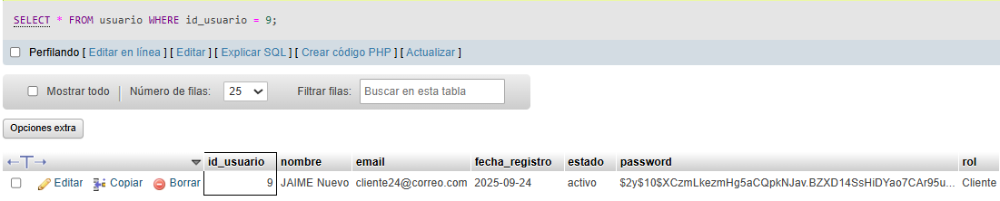 SELECT * FROM usuario WHERE id_usuario = 9;
Perfilando [ Editar en línea ] [ Editar ] [ Explicar SQL ] [ Crear código PHP ] [ Actualizar ]
Mostrar todo Número de filas: 25 Filtrar filas: Buscar en esta tabla
Opciones extra
id_usuario nombre email fecha_registro estado password rol
Editar Copiar Borrar 9 JAIME Nuevo cliente24@correo.com 2025-09-24 activo $2y$10$XCzmLkezmHg5aCQpkNJav.BZXD14SsHiDYao7CAr95u... Cliente